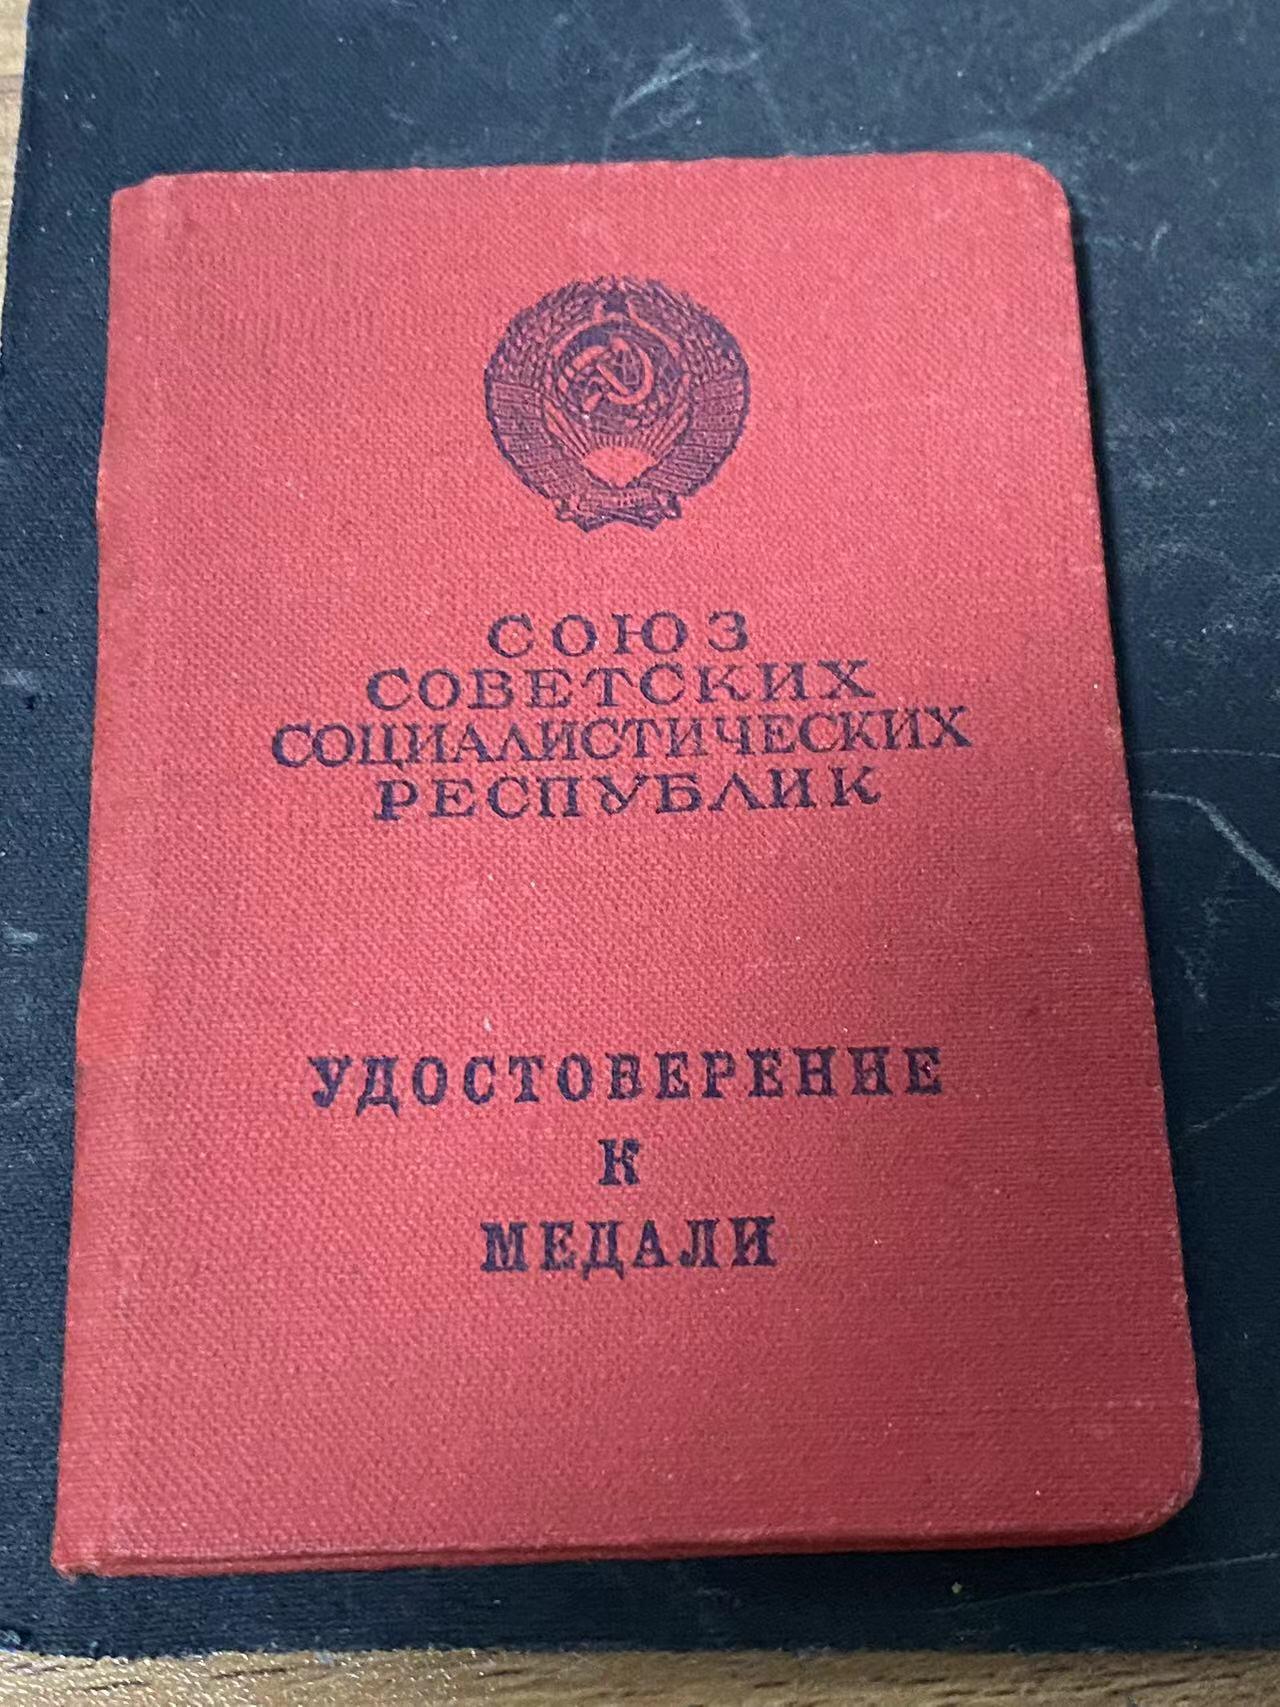 СОЮЗ
СОВЕТСКИХ
СОЦИАЛИСТИЧЕСКИХ
РЕСПУБЛИК
УДОСТОВЕРЕНИЕ
К
МЕДАЛИ